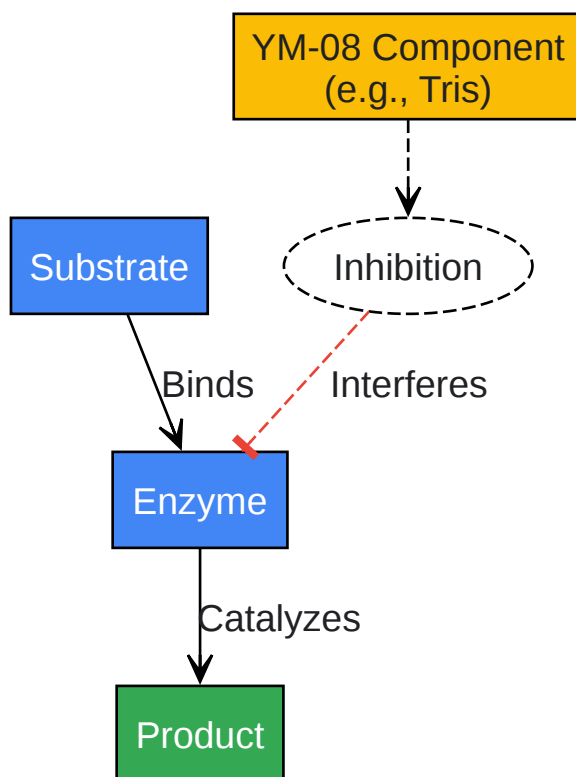 YM-08 Component
(e.g., Tris)
Substrate
Inhibition
Binds
Interferes
Enzyme
Catalyzes
Product